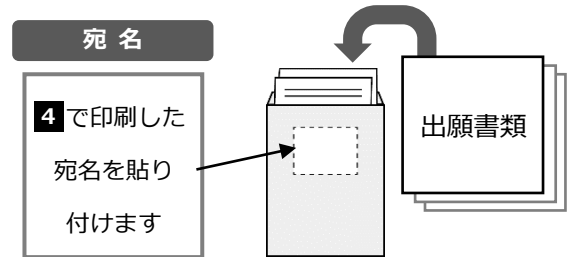 宛 名
4 で印刷した
宛名を貼り
付けます
出願書類